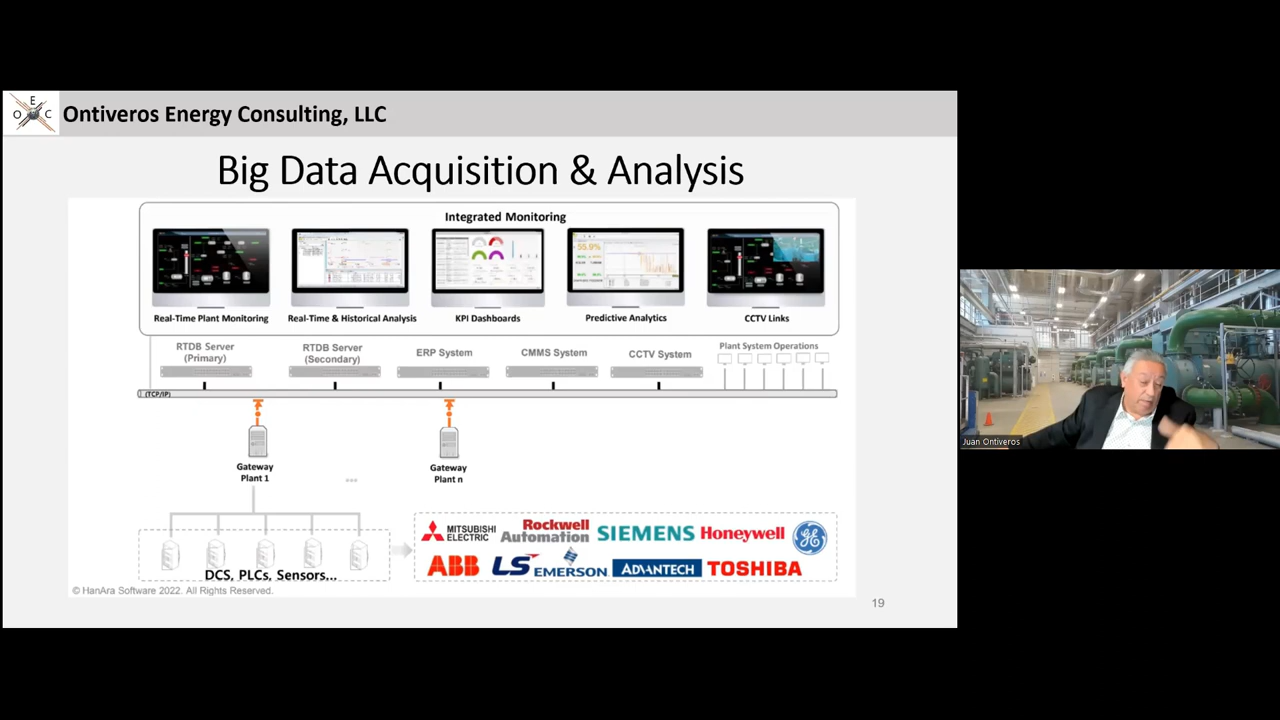 E
O C
Ontiveros Energy Consulting, LLC
Big Data Acquisition & Analysis
Integrated Monitoring
55.9%
Real-Time Plant Monitoring
Real-Time & Historical Analysis
KPI Dashboards
Predictive Analytics
CCTV Links
RTDB Server
(Primary)
RTDB Server
(Secondary)
ERP System
CMMS System
CCTV System
Plant System Operations
(TCP/IP)
Gateway
Plant 1
...
Gateway
Plant n
DCS, PLCs, Sensors...
MITSUBISHI
ELECTRIC
Rockwell
Automation
SIEMENS
Honeywell
GE
ABB
LS
EMERSON
ADVANTECH
TOSHIBA
© HanAra Software 2022. All Rights Reserved.
19
Juan Ontiveros